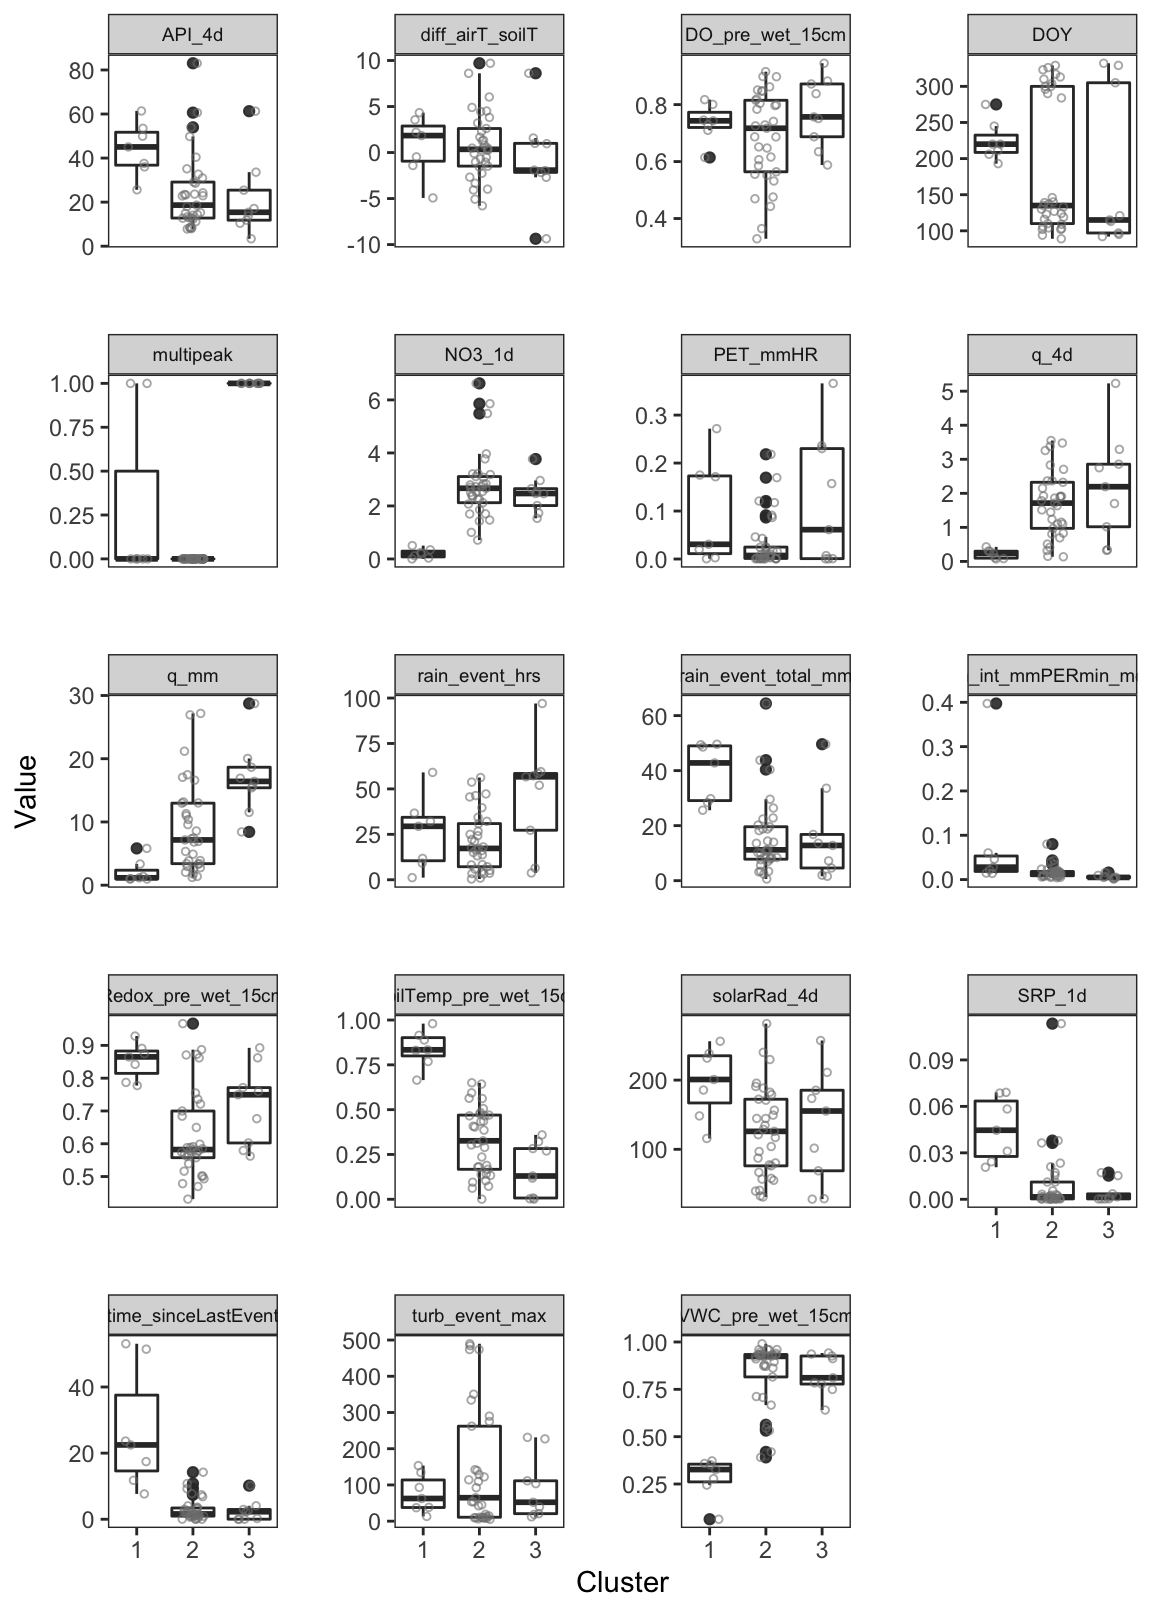 API_4d diff_airT_soilT DO_pre_wet_15cm DOY
80 60 40 20 0
10 5 0 -5 -10
0.8 0.6 0.4
300 250 200 150 100
multipeak NO3_1d PET_mmHR q_4d
1.00 0.75 0.50 0.25 0.00
6 4 2 0
0.3 0.2 0.1 0.0
5 4 3 2 1 0
q_mm rain_event_hrs rain_event_total_mm _int_mmPERmin_m
30 20 10 0
100 75 50 25 0
60 40 20 0
0.4 0.3 0.2 0.1 0.0
Redox_pre_wet_15cm ilTemp_pre_wet_15c solarRad_4d SRP_1d
0.9 0.8 0.7 0.6 0.5
1.00 0.75 0.50 0.25 0.00
200 100
0.09 0.06 0.03 0.00
1 2 3
time_sinceLastEvent turb_event_max VWC_pre_wet_15cm
40 20 0
500 400 300 200 100 0
1.00 0.75 0.50 0.25
1 2 3 1 2 3 1 2 3
Value
Cluster